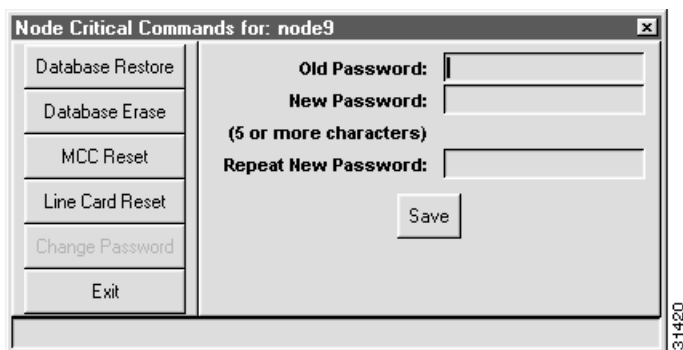 Node Critical Commands for: node9
Database Restore
Database Erase
MCC Reset
Line Card Reset
Change Password
Exit
Old Password:
New Password:
(5 or more characters)
Repeat New Password:
Save
31420